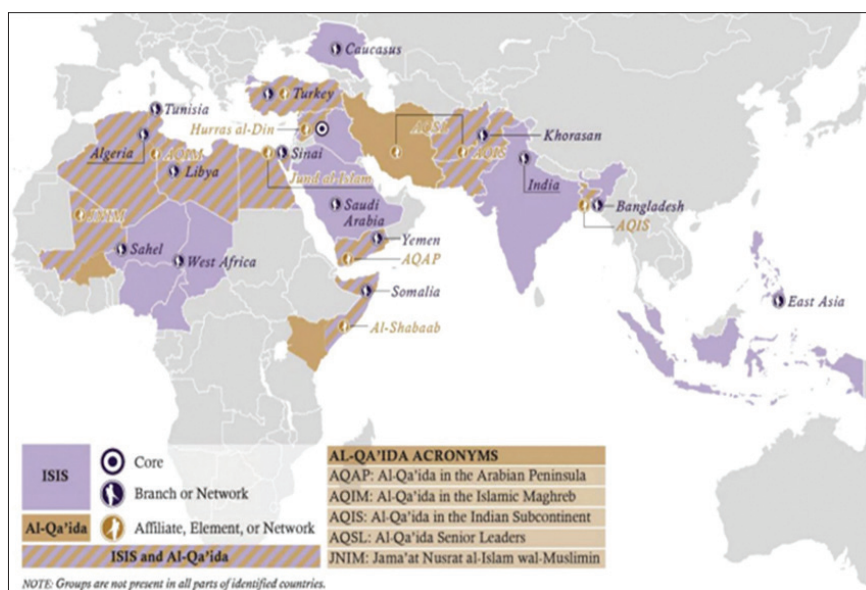 Caucasus
Tunisia
Turkey
Hurras al-Din
AQSL
Khorasan
Algeria
AQIM
Sinai
AQIS
Libya
Jund al-Islam
India
JNIM
Saudi
Arabia
Bangladesh
Sahel
West Africa
Yemen
AQIS
AQAP
Somalia
East Asia
Al-Shabaab
ISIS
Core
Branch or Network
Al-Qa'ida
Affiliate, Element, or Network
ISIS and Al-Qa'ida
AL-QA'IDA ACRONYMS
AQAP: Al-Qa'ida in the Arabian Peninsula
AQIM: Al-Qa'ida in the Islamic Maghreb
AQIS: Al-Qa'ida in the Indian Subcontinent
AQSL: Al-Qa'ida Senior Leaders
JNIM: Jama'at Nusrat al-Islam wal-Muslimin
NOTE: Groups are not present in all parts of identified countries.